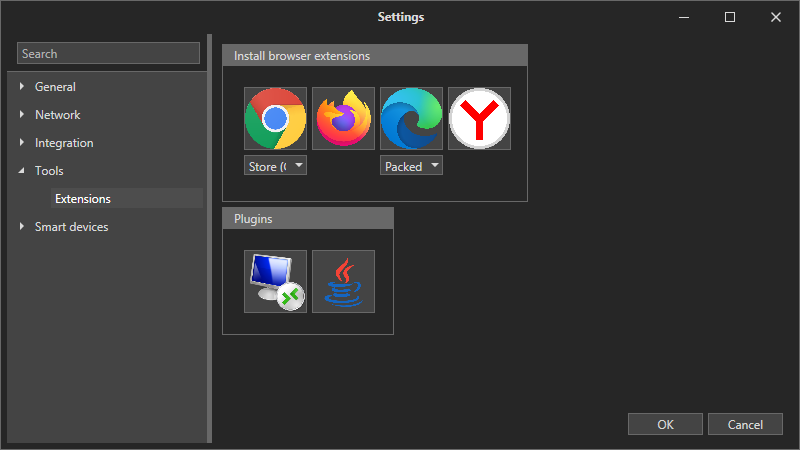 Settings
Search
General
Network
Integration
Tools
Extensions
Smart devices
Install browser extensions
Store (
Packed
Plugins
OK
Cancel